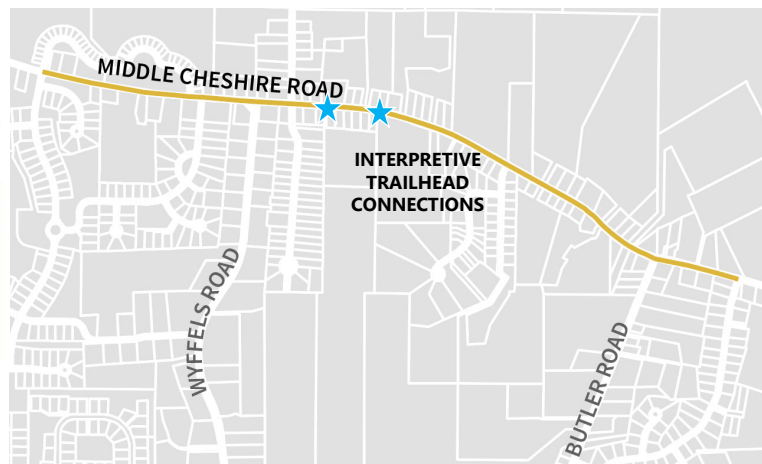 MIDDLE CHESHIRE ROAD
INTERPRETIVE
TRAILHEAD
CONNECTIONS
WYFFELS ROAD
BUTLER ROAD